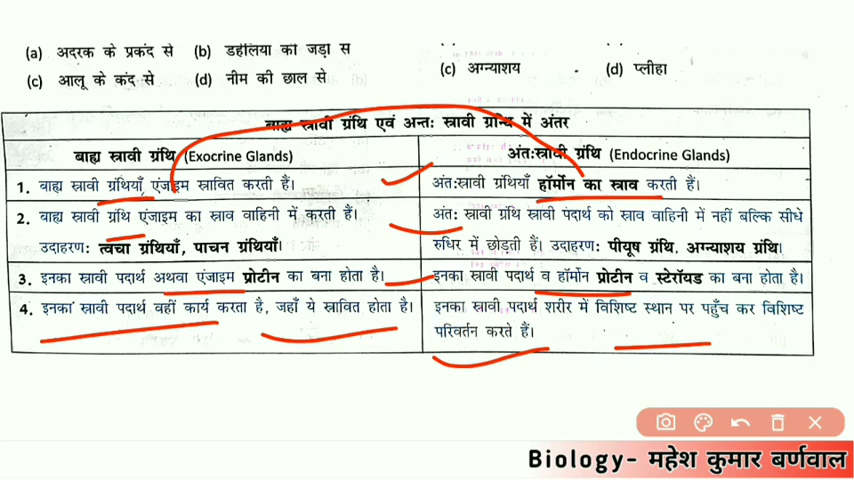 (a) अदरक के प्रकंद से (b) डहेलिया की जड़ों से
(c) आलू के कंद से (d) नीम की छाल से
(c) अग्न्याशय (d) प्लीहा
बाह्य स्त्रावी ग्रंथि एवं अन्तः स्त्रावी ग्रन्थि में अंतर
बाह्य स्त्रावी ग्रंथि (Exocrine Glands)
अंतःस्त्रावी ग्रंथि (Endocrine Glands)
1. बाह्य स्त्रावी ग्रंथियाँ एंजाइम स्त्रावित करती हैं।
अंतःस्त्रावी ग्रंथियाँ हॉर्मोन का स्त्राव करती हैं।
2. बाह्य स्त्रावी ग्रंथि एंजाइम का स्त्राव वाहिनी में करती हैं।
उदाहरणः त्वचा ग्रंथियाँ, पाचन ग्रंथियाँ।
अंतः स्त्रावी ग्रंथि स्त्रावी पदार्थ को स्त्राव वाहिनी में नहीं बल्कि सीधे
रुधिर में छोड़ती हैं। उदाहरणः पीयूष ग्रंथि, अग्न्याशय ग्रंथि।
3. इनका स्त्रावी पदार्थ अथवा एंजाइम प्रोटीन का बना होता है।
इनका स्त्रावी पदार्थ व हॉर्मोन प्रोटीन व स्टेरॉयड का बना होता है।
4. इनका स्त्रावी पदार्थ वहीं कार्य करता है, जहाँ ये स्त्रावित होता है।
इनका स्त्रावी पदार्थ शरीर में विशिष्ट स्थान पर पहुँच कर विशिष्ट
परिवर्तन करते हैं।
Biology- महेश कुमार बर्णवाल